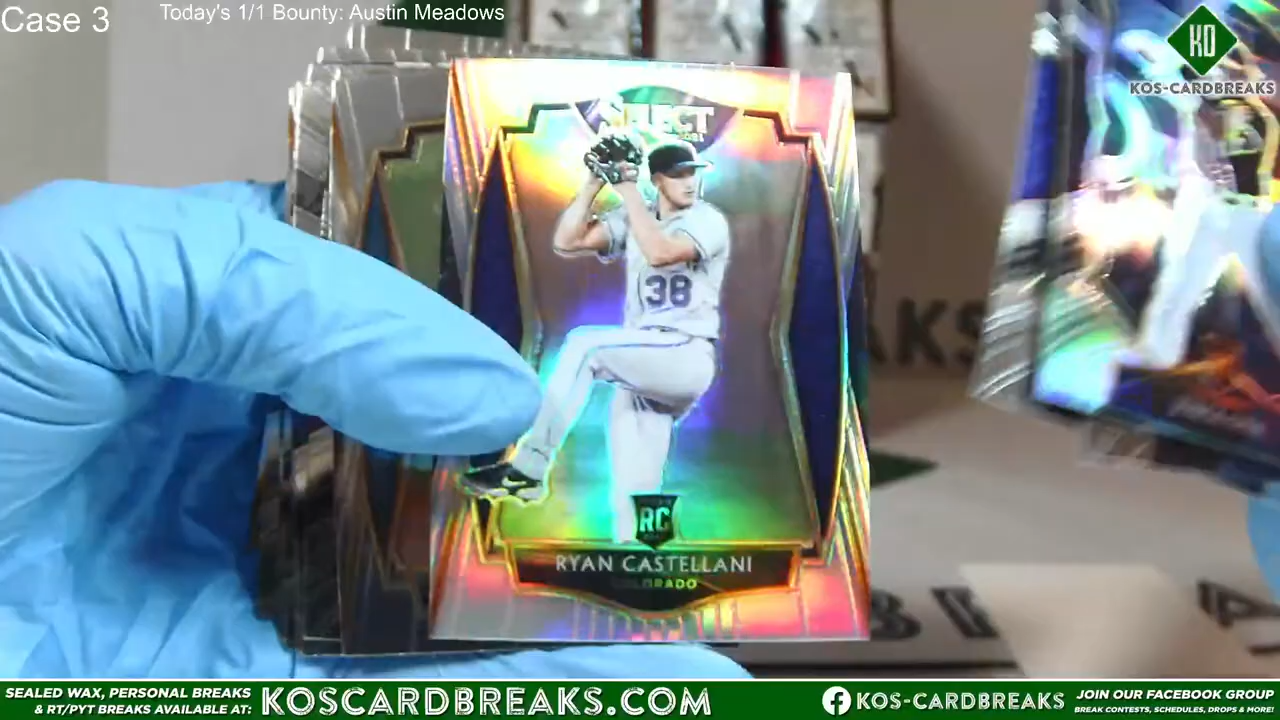 Case 3
Today's 1/1 Bounty: Austin Meadows
KO
KOS-CARDBREAKS
SELECT
38
RC
RYAN CASTELLANI
COLORADO
SEALED WAX, PERSONAL BREAKS
& RT/PYT BREAKS AVAILABLE AT:
KOSCARDBREAKS.COM
KOS-CARDBREAKS
JOIN OUR FACEBOOK GROUP
BREAK CONTESTS, SCHEDULES, DROPS & MORE!